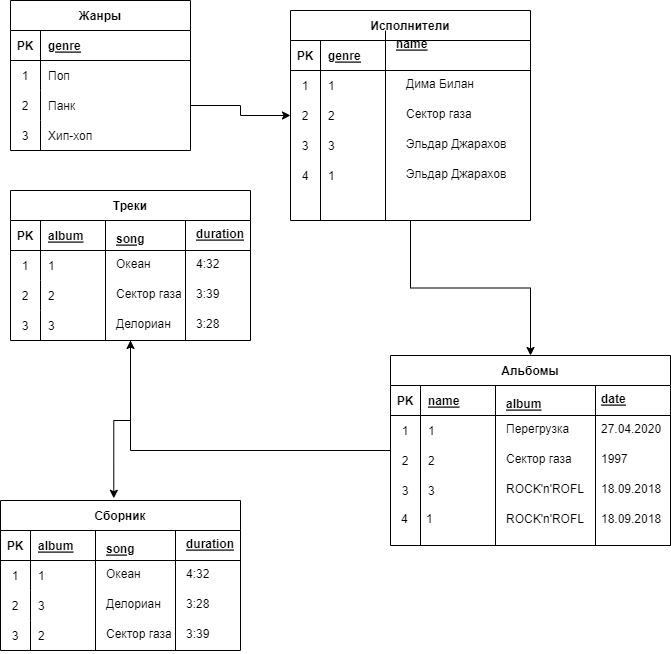 Жанры
PK genre
1 Поп
2 Панк
3 Хип-хоп
Исполнители
PK genre name
1 1 Дима Билан
2 2 Сектор газа
3 3 Эльдар Джарахов
4 1 Эльдар Джарахов
Треки
PK album song duration
1 1 Океан 4:32
2 2 Сектор газа 3:39
3 3 Делориан 3:28
Альбомы
PK name album date
1 1 Перегрузка 27.04.2020
2 2 Сектор газа 1997
3 3 ROCK'n'ROFL 18.09.2018
4 1 ROCK'n'ROFL 18.09.2018
Сборник
PK album song duration
1 1 Океан 4:32
2 3 Делориан 3:28
3 2 Сектор газа 3:39